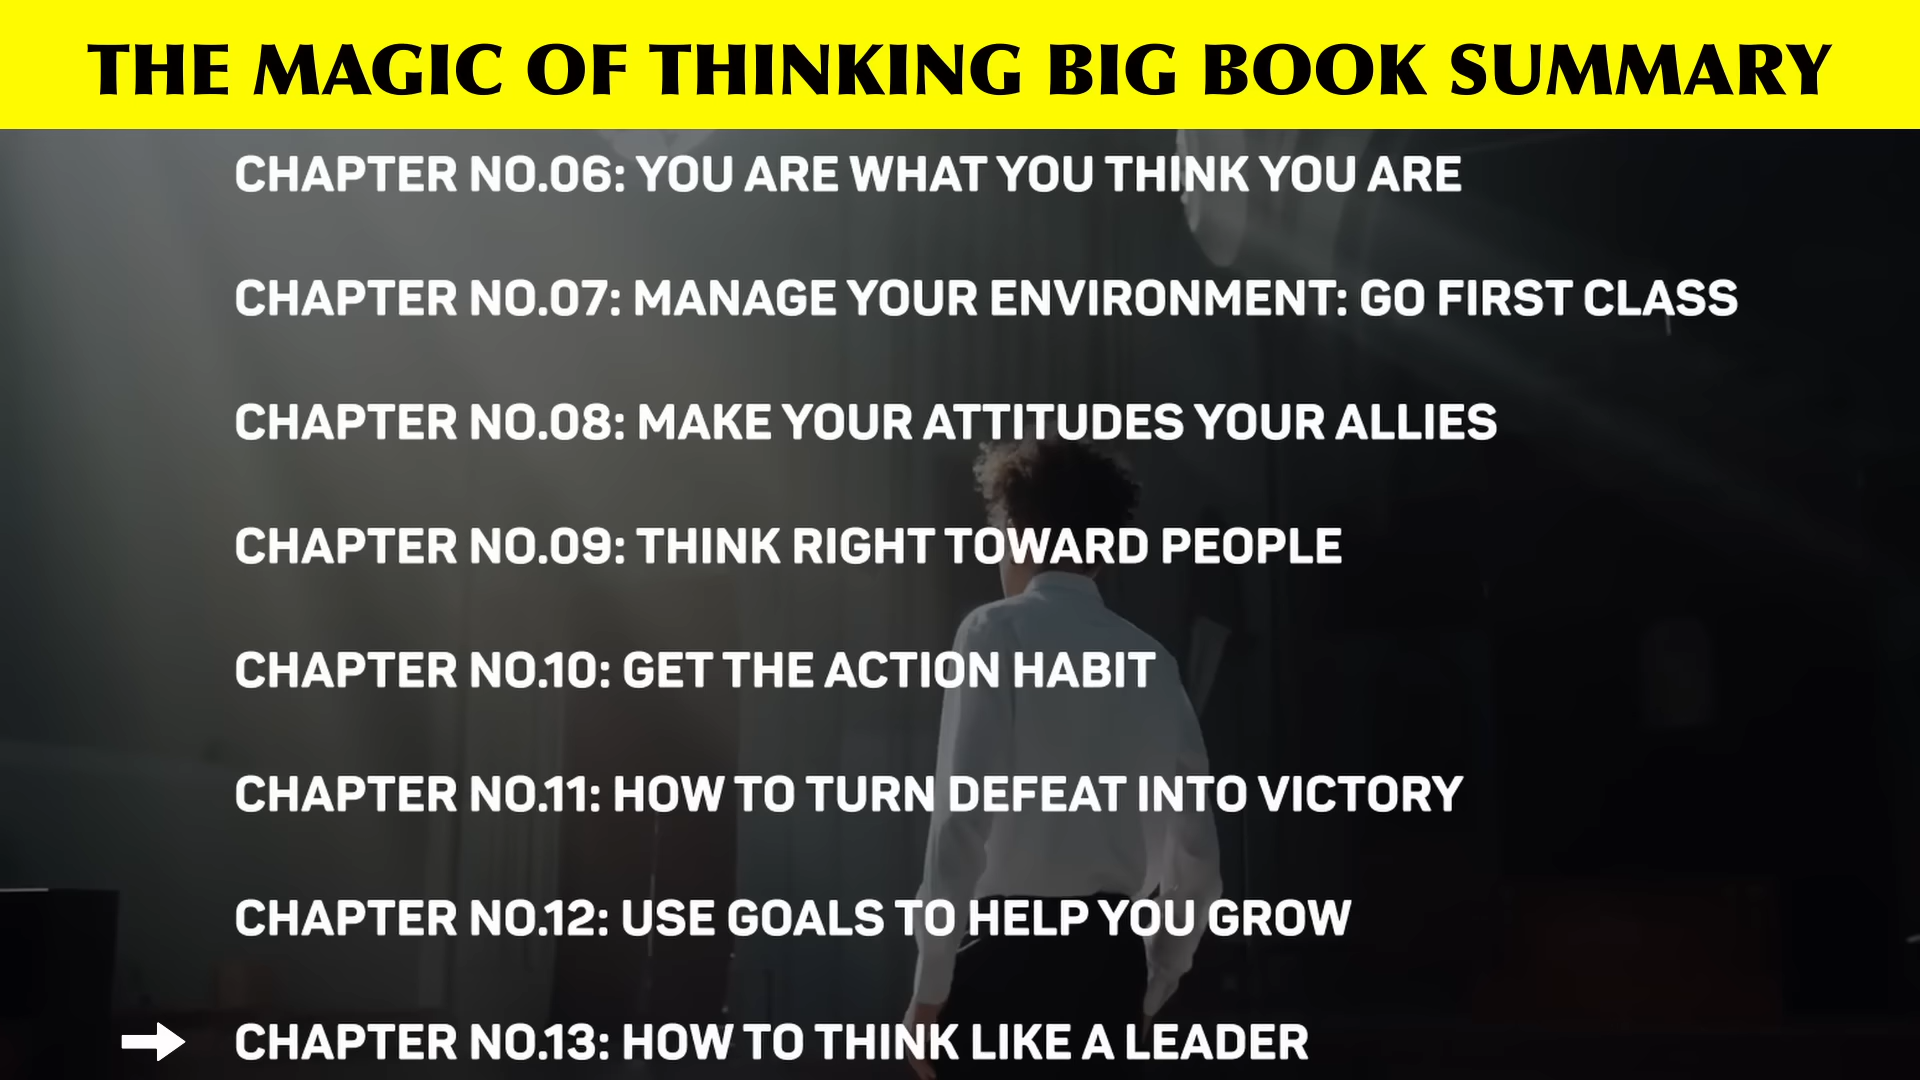 THE MAGIC OF THINKING BIG BOOK SUMMARY
CHAPTER NO.06: YOU ARE WHAT YOU THINK YOU ARE
CHAPTER NO.07: MANAGE YOUR ENVIRONMENT: GO FIRST CLASS
CHAPTER NO.08: MAKE YOUR ATTITUDES YOUR ALLIES
CHAPTER NO.09: THINK RIGHT TOWARD PEOPLE
CHAPTER NO.10: GET THE ACTION HABIT
CHAPTER NO.11: HOW TO TURN DEFEAT INTO VICTORY
CHAPTER NO.12: USE GOALS TO HELP YOU GROW
CHAPTER NO.13: HOW TO THINK LIKE A LEADER